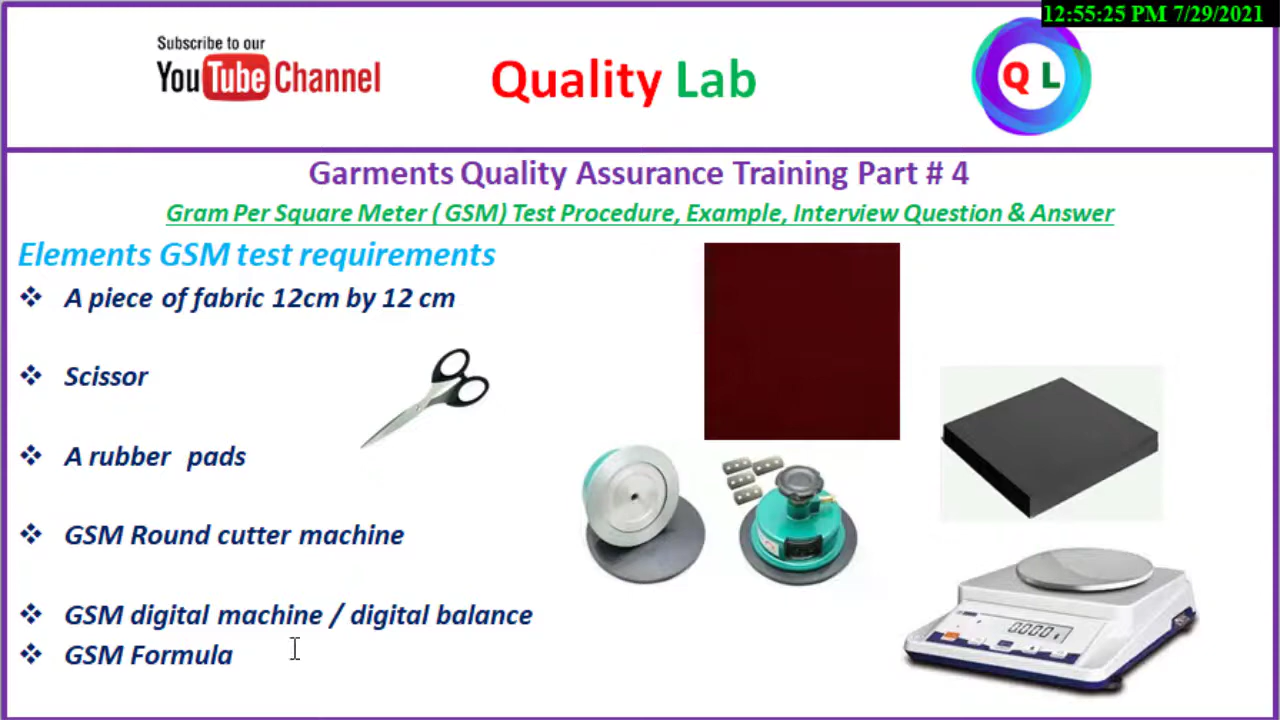 12:55:25 PM 7/29/2021
Subscribe to our
YouTube Channel
Quality Lab
Q L
Garments Quality Assurance Training Part # 4
Gram Per Square Meter ( GSM) Test Procedure, Example, Interview Question & Answer
Elements GSM test requirements
A piece of fabric 12cm by 12 cm
Scissor
A rubber pads
GSM Round cutter machine
GSM digital machine / digital balance
GSM Formula
0.000